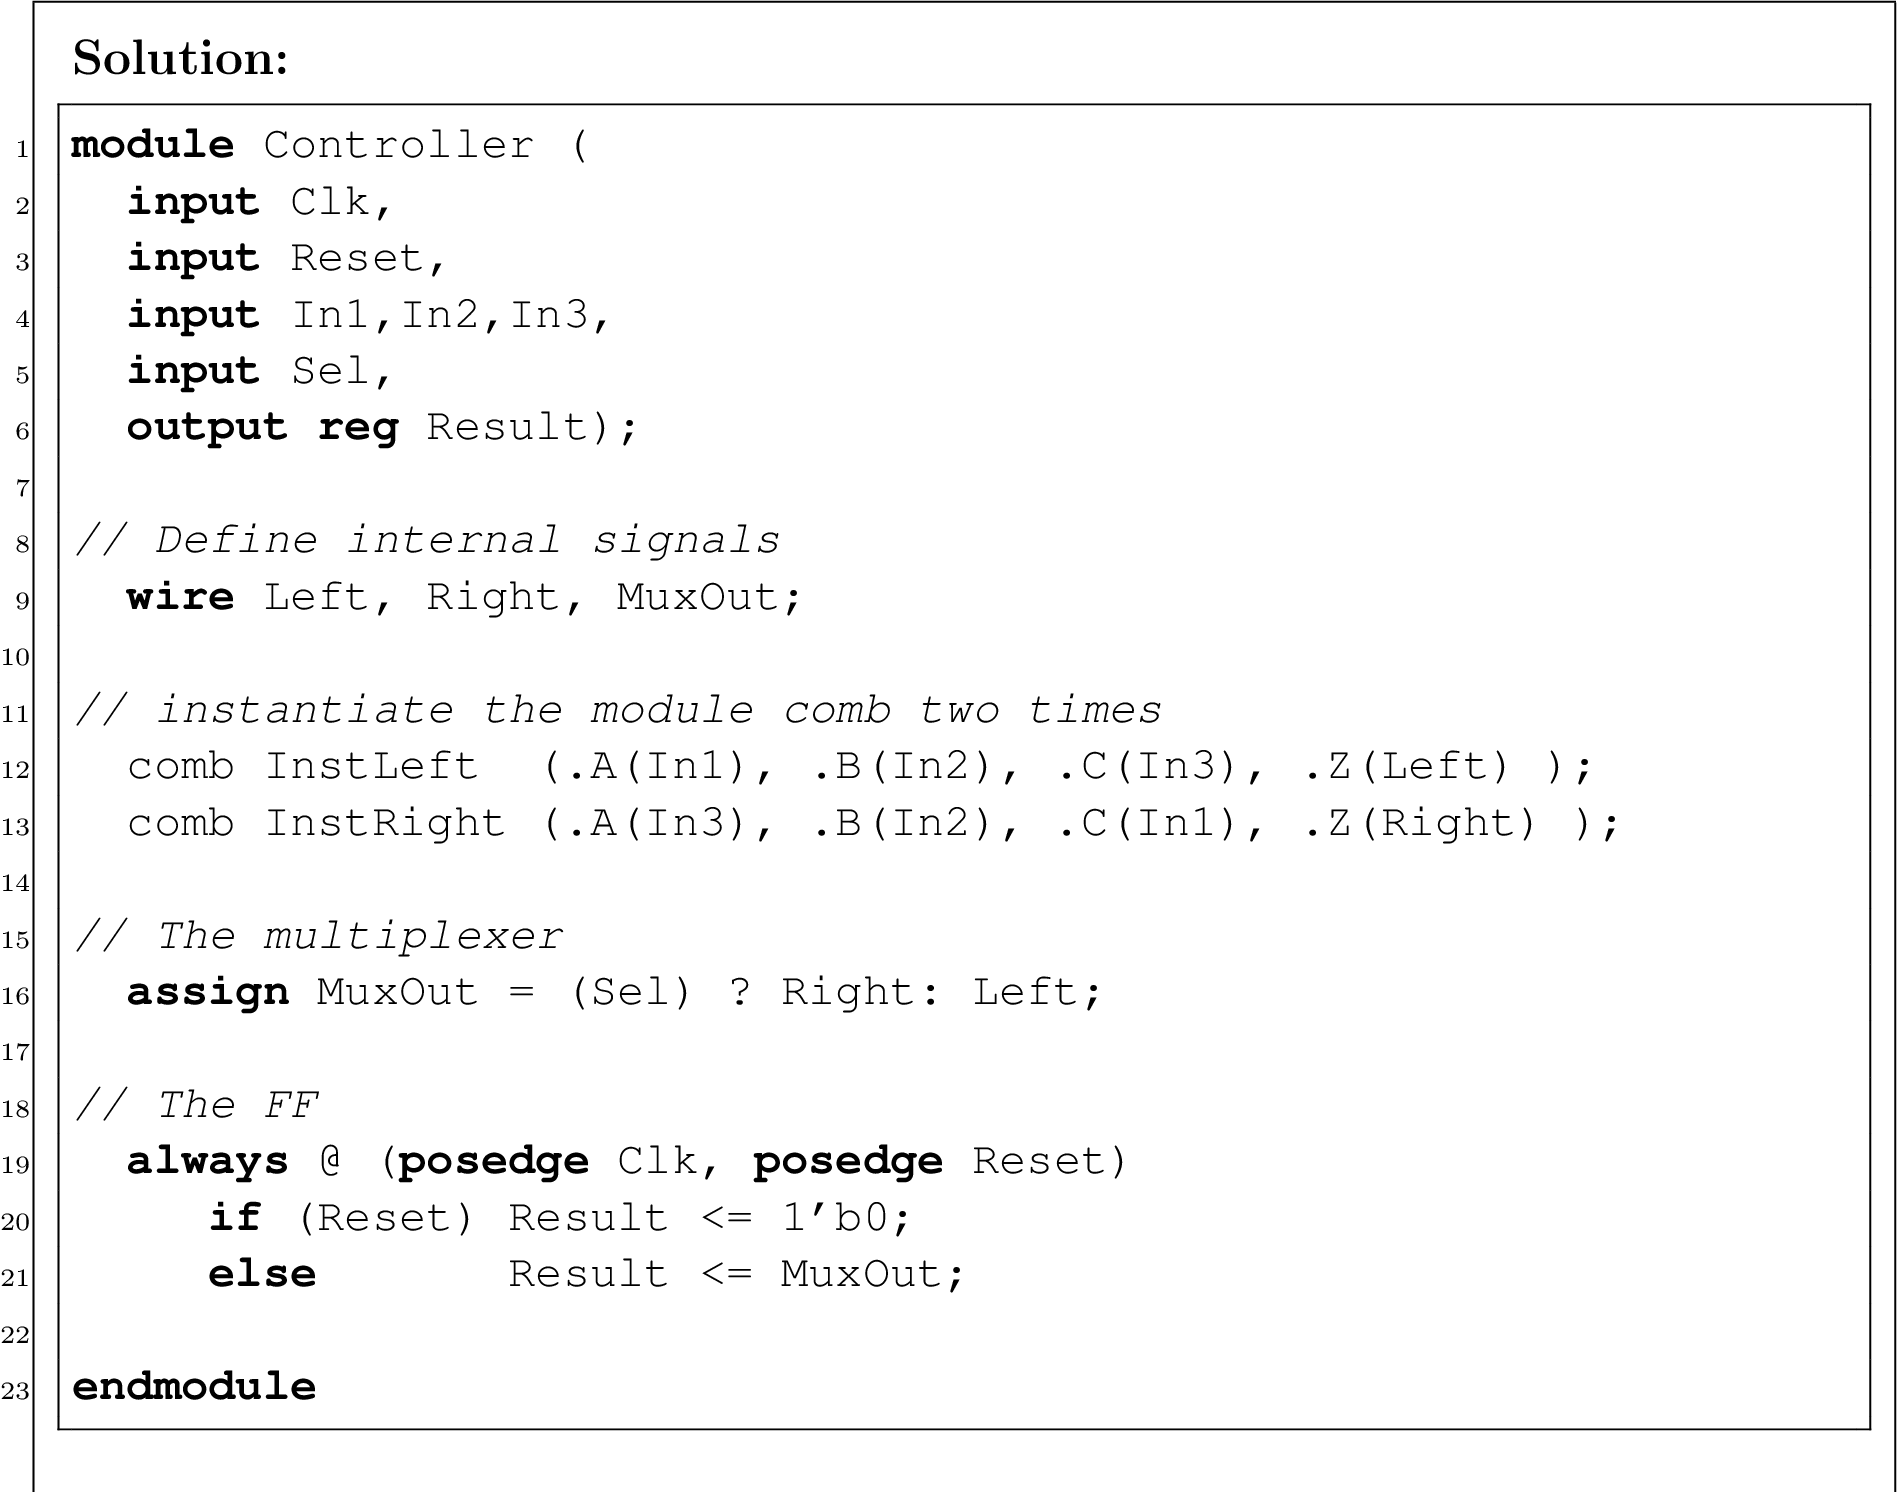 Solution:
1 module Controller (
2   input Clk,
3   input Reset,
4   input In1,In2,In3,
5   input Sel,
6   output reg Result);
7
8 // Define internal signals
9   wire Left, Right, MuxOut;
10
11 // instantiate the module comb two times
12   comb InstLeft  (.A(In1), .B(In2), .C(In3), .Z(Left) );
13   comb InstRight (.A(In3), .B(In2), .C(In1), .Z(Right) );
14
15 // The multiplexer
16   assign MuxOut = (Sel) ? Right: Left;
17
18 // The FF
19   always @ (posedge Clk, posedge Reset)
20      if (Reset) Result <= 1’b0;
21      else       Result <= MuxOut;
22
23 endmodule